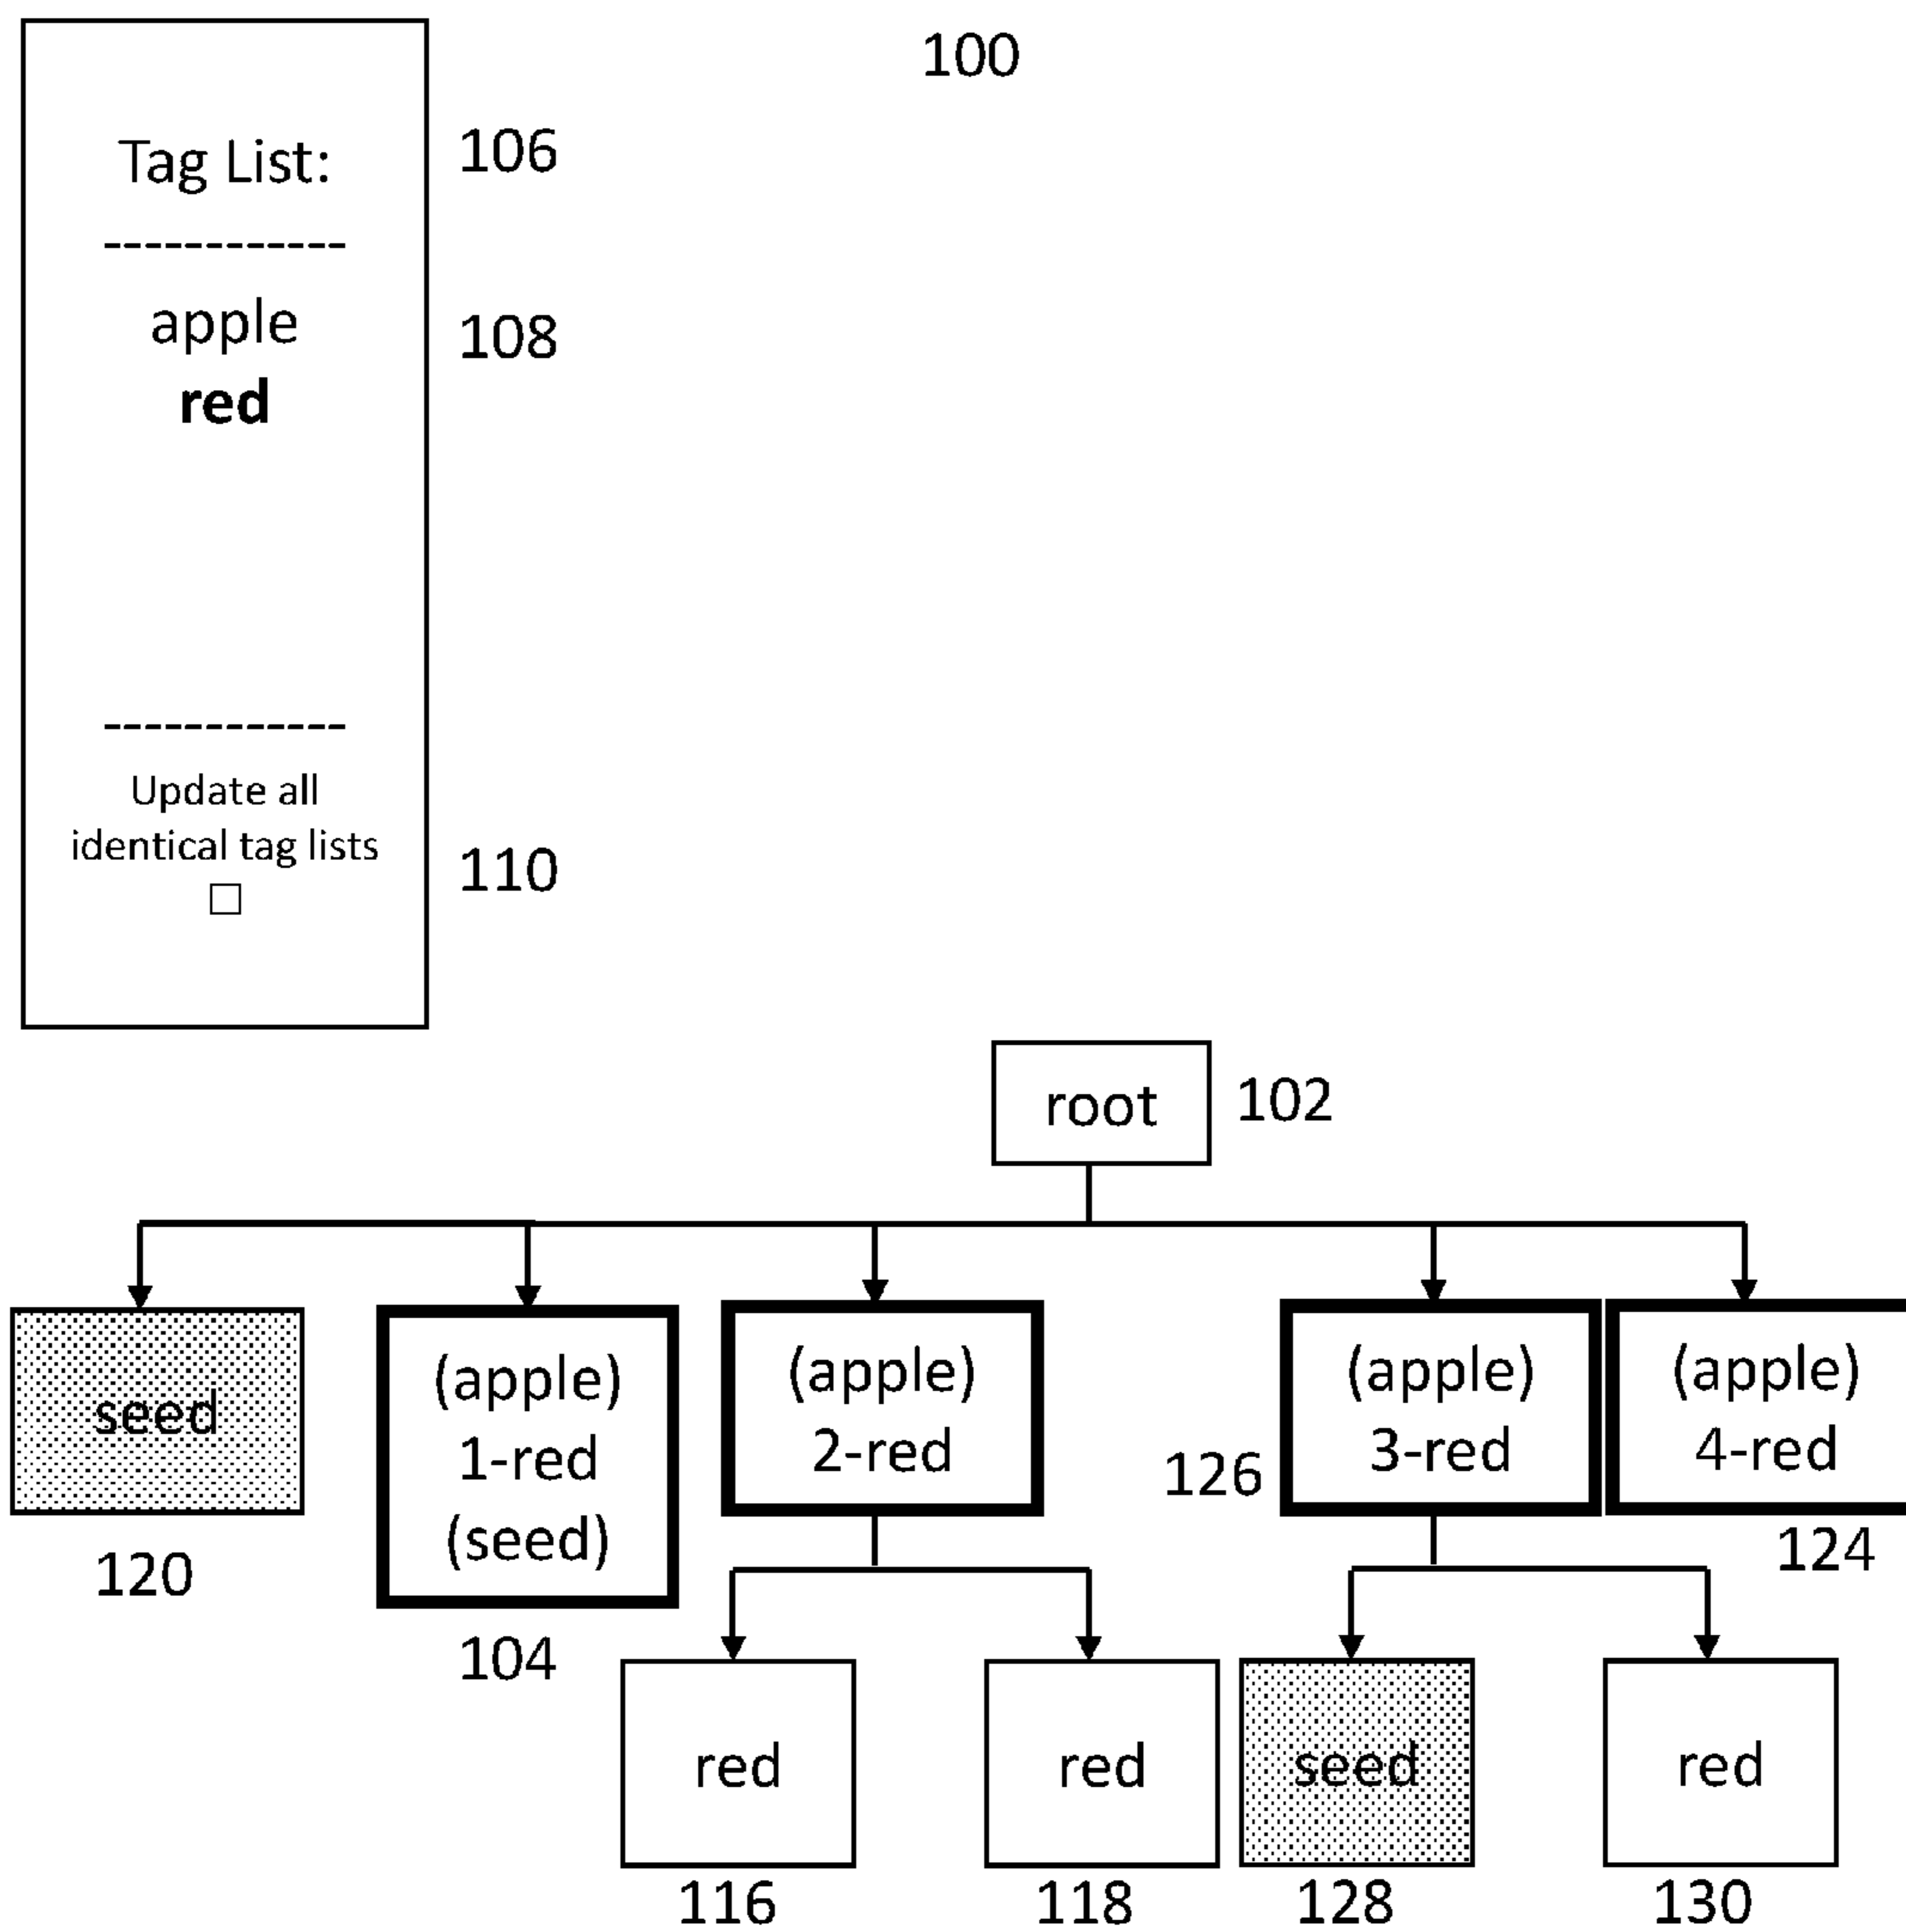 100
Tag List:
106
------------
apple
108
red
------------
Update all
identical tag lists
110
root
102
seed
120
(apple)
1-red
(seed)
104
(apple)
2-red
126
(apple)
3-red
(apple)
4-red
124
red
116
red
118
seed
128
red
130